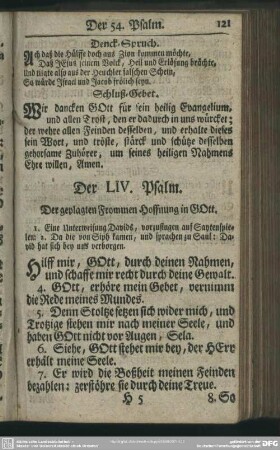 Der 54. Psalm. 121
Denck-Spruch.
Ach daß die Hülffe doch aus Zion kommen möchte,
Daß JEsus seinem Volck, Heil und Erlösung brächte,
Und risse also aus der Heuchler falschen Schein,
So würde Israel und Jacob frölich seyn.
Schluß-Gebet.
Wir dancken GOtt für sein heilig Evangelium,
und allen Trost, den er dadurch in uns würcket;
der wehre allen Feinden desselben, und erhalte dieses
sein Wort, und tröste, stärck und schütze desselben
gehorsame Zuhörer, um seines heiligen Nahmens
Ehre willen, Amen.
Der LIV. Psalm.
Der geplagten Frommen Hoffnung in GOtt.
1. Eine Unterweisung Davids, vorzusingen auf Saytenspie-
len 2. Da die von Siph kamen, und sprachen zu Saul: Da-
vid hat sich bey uns verborgen.
Hilff mir, GOtt, durch deinen Nahmen,
und schaffe mir recht durch deine Gewalt.
4. GOtt, erhöre mein Gebet, vernimm
die Rede meines Mundes.
5. Denn Stoltze setzen sich wider mich, und
Trotzige stehen mir nach meiner Seele, und
haben GOtt nicht vor Augen, Sela.
6. Siehe, GOtt stehet mir bey, der HErr
erhält meine Seele.
7. Er wird die Boßheit meinen Feinden
bezahlen: zerstöhre sie durch deine Treue.
H 5 8. So